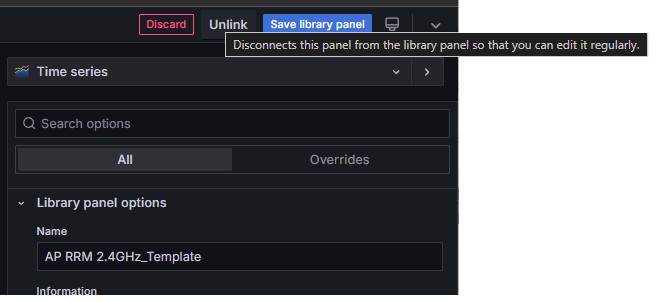 Discard
Unlink
Save library panel
Disconnects this panel from the library panel so that you can edit it regularly.
Time series
Search options
All
Overrides
Library panel options
Name
AP RRM 2.4GHz_Template
Information